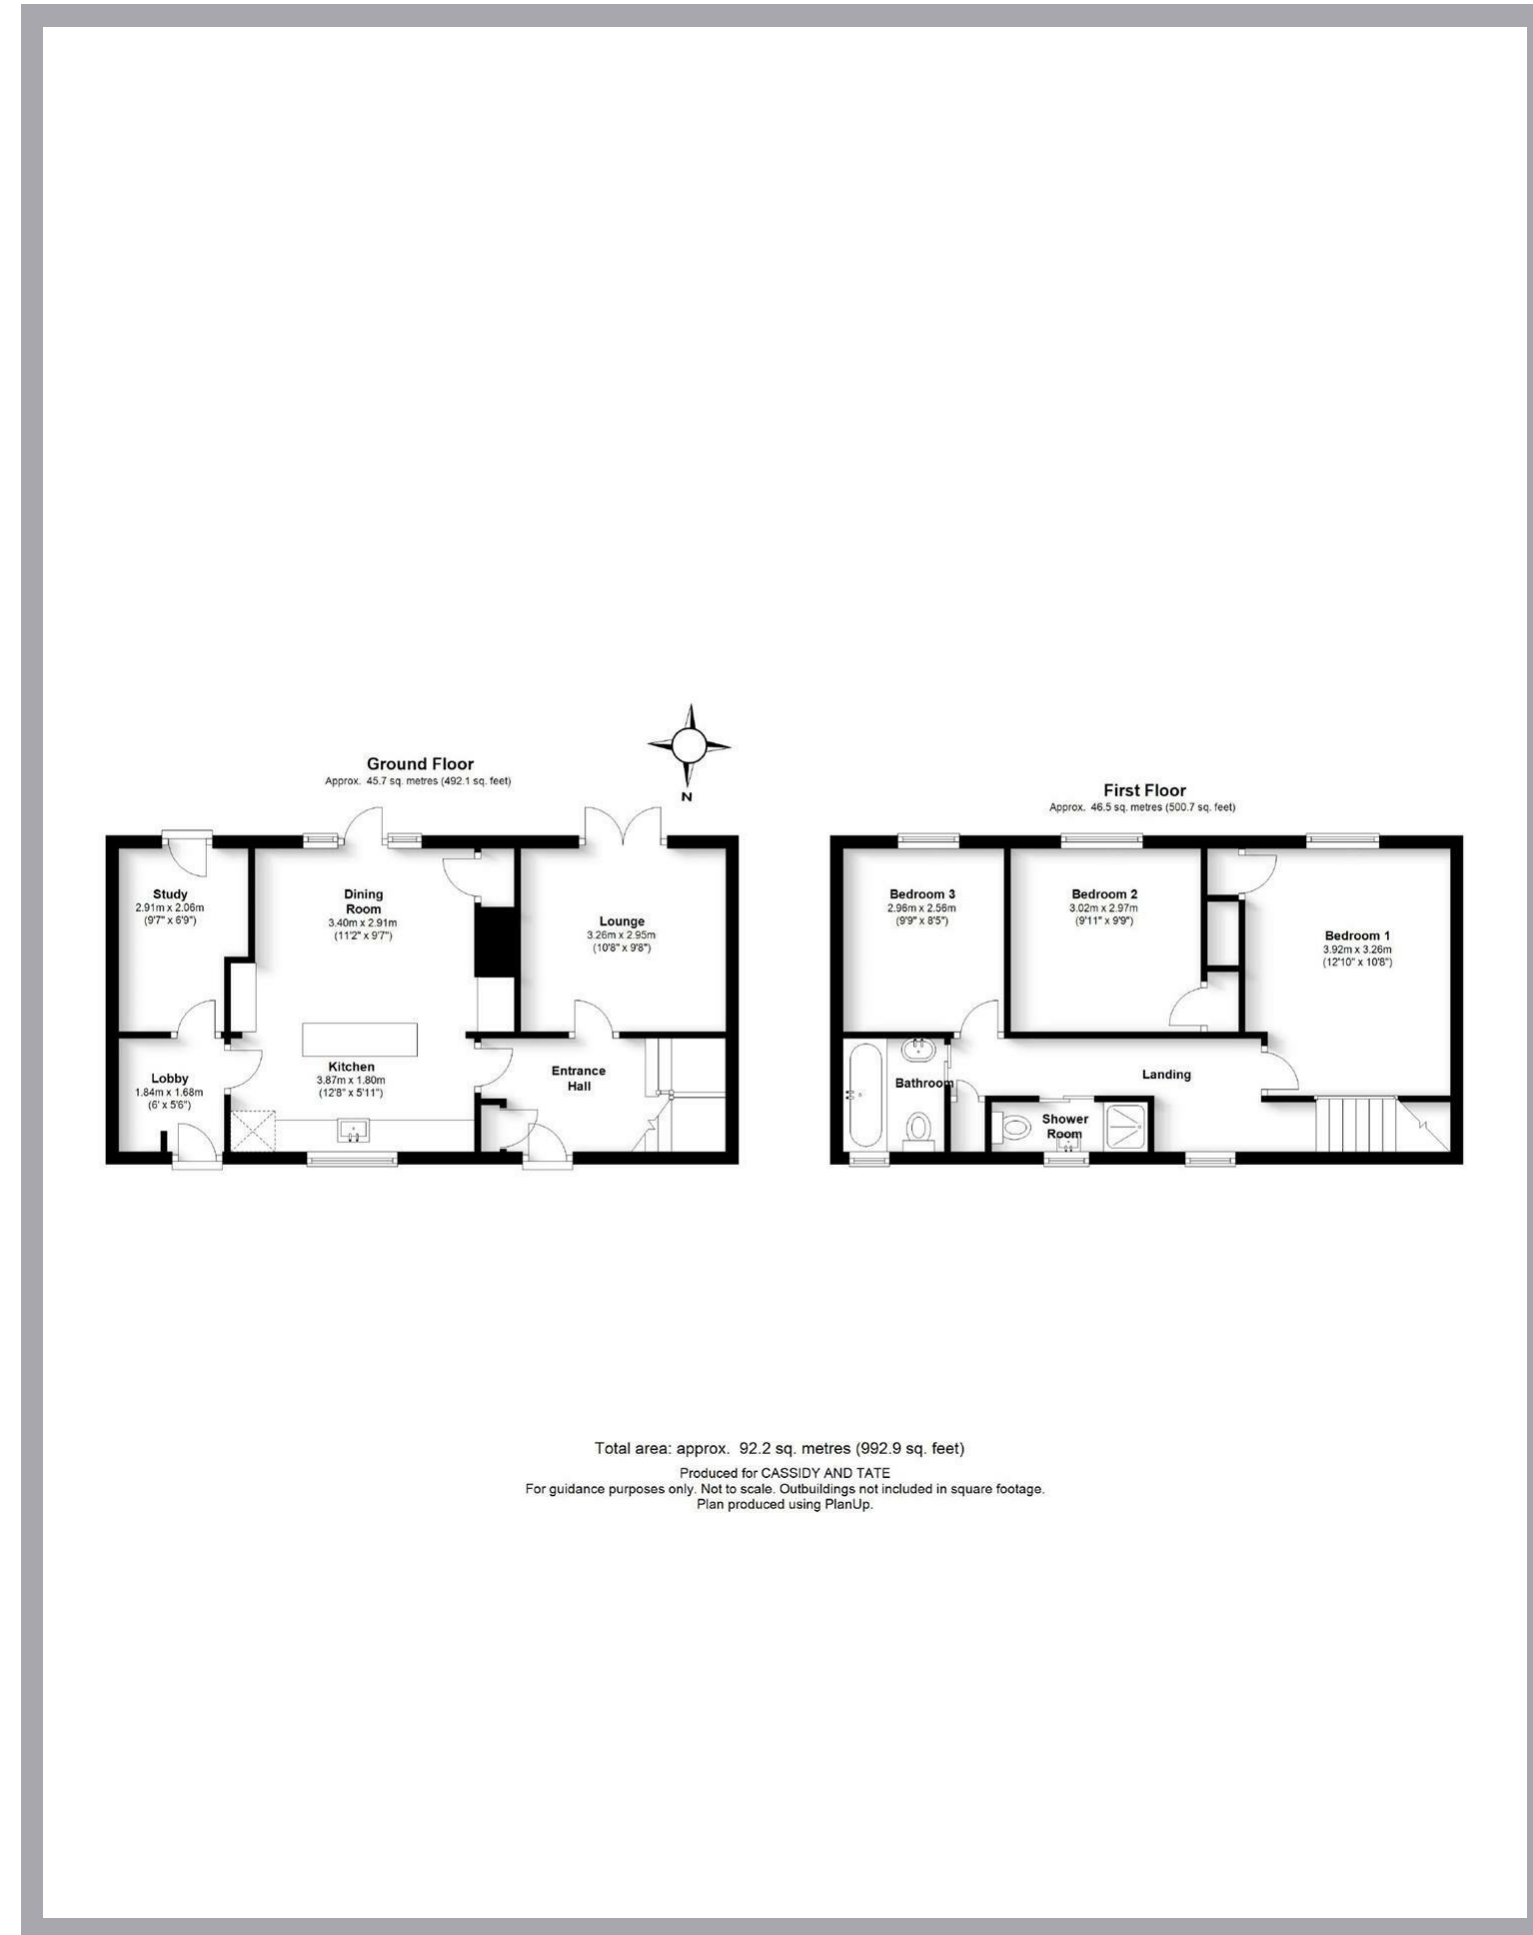 Ground Floor
Approx. 45.7 sq. metres (492.1 sq. feet)
N
Study
2.91m x 2.06m
(9'7" x 6'9")
Dining
Room
3.40m x 2.91m
(11'2" x 9'7")
Lounge
3.26m x 2.95m
(10'8" x 9'8")
Lobby
1.84m x 1.68m
(6' x 5'6")
Kitchen
3.87m x 1.80m
(12'8" x 5'11")
Entrance
Hall
First Floor
Approx. 46.5 sq. metres (500.7 sq. feet)
Bedroom 3
2.96m x 2.56m
(9'9" x 8'5")
Bedroom 2
3.02m x 2.97m
(9'11" x 9'9")
Bedroom 1
3.92m x 3.26m
(12'10" x 10'8")
Bathroom
Landing
Shower
Room
Total area: approx. 92.2 sq. metres (992.9 sq. feet)
Produced for CASSIDY AND TATE
For guidance purposes only. Not to scale. Outbuildings not included in square footage.
Plan produced using PlanUp.